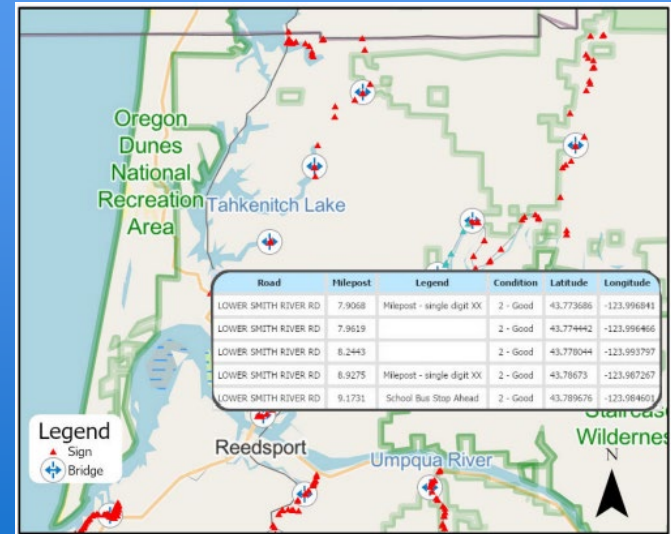 Oregon
Dunes
National
Recreation
Area
Tahkenitch Lake
Road Milepost Legend Condition Latitude Longitude
LOWER SMITH RIVER RD 7.9068 Milepost - single digit XX 2 - Good 43.773686 -123.996841
LOWER SMITH RIVER RD 7.9619 2 - Good 43.774442 -123.996466
LOWER SMITH RIVER RD 8.2443 2 - Good 43.778044 -123.993797
LOWER SMITH RIVER RD 8.9275 Milepost - single digit XX 2 - Good 43.78673 -123.987267
LOWER SMITH RIVER RD 9.1731 School Bus Stop Ahead 2 - Good 43.789676 -123.984601
Wildernes
N
Legend
Sign
Bridge
Reedsport
Umpqua River